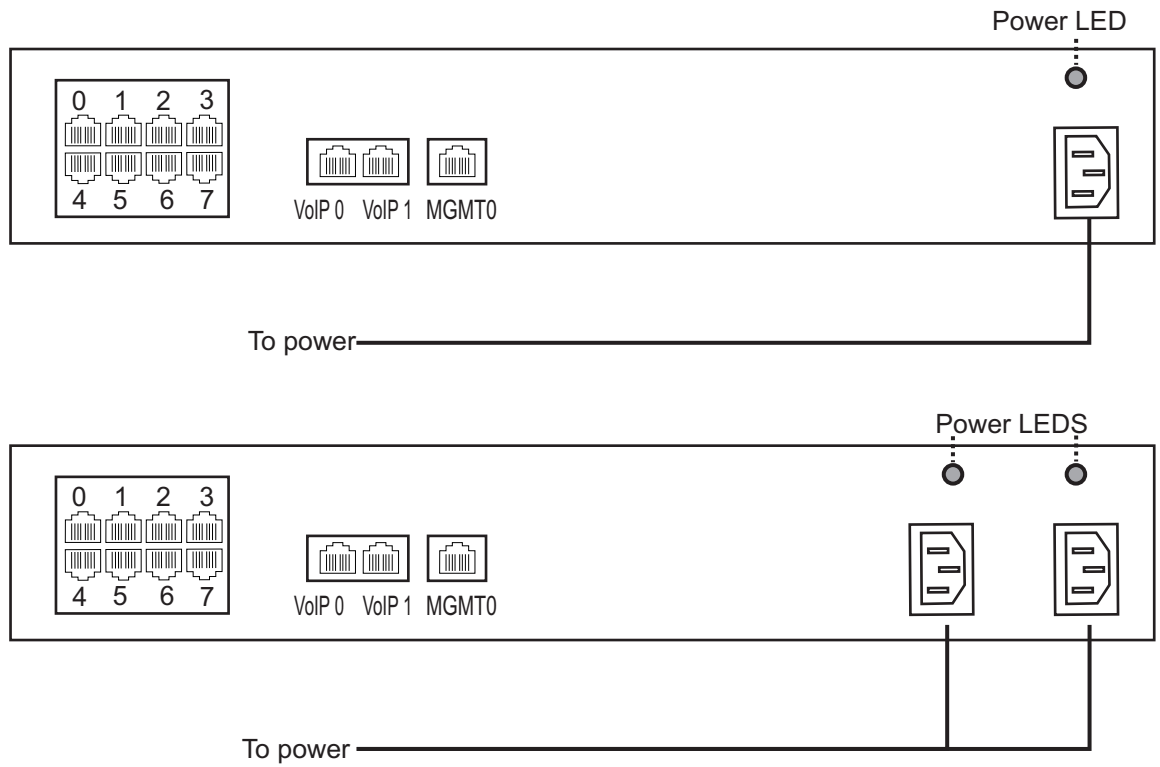 Power LED
0 1 2 3
4 5 6 7
VoIP 0 VoIP 1 MGMT0
To power
Power LEDS
0 1 2 3
4 5 6 7
VoIP 0 VoIP 1 MGMT0
To power